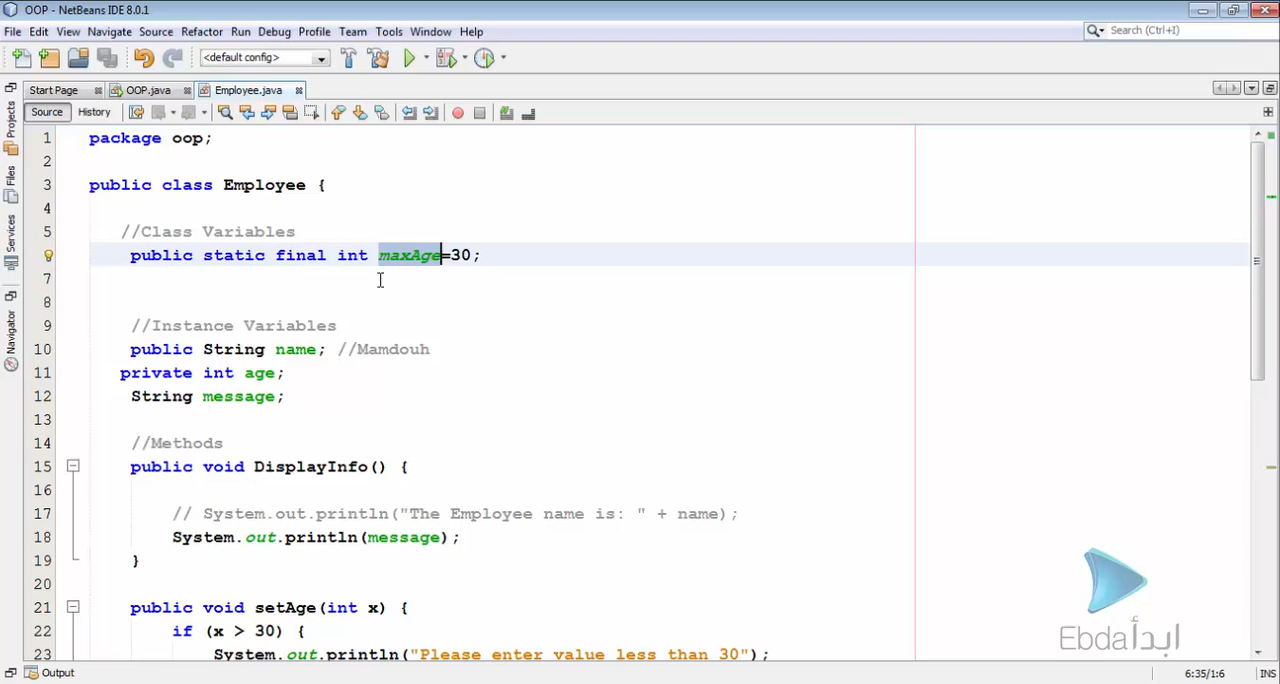 OOP - NetBeans IDE 8.0.1
File Edit View Navigate Source Refactor Run Debug Profile Team Tools Window Help
Search (Ctrl+I)
<default config>
Start Page OOP.java Employee.java
Source History
Projects
Files
Services
Navigator
1 package oop;
2
3 public class Employee {
4
5 //Class Variables
6 public static final int maxAge=30;
7
8
9 //Instance Variables
10 public String name; //Mamdouh
11 private int age;
12 String message;
13
14 //Methods
15 public void DisplayInfo() {
16
17 // System.out.println("The Employee name is: " + name);
18 System.out.println(message);
19 }
20
21 public void setAge(int x) {
22 if (x > 30) {
23 System.out.println("Please enter value less than 30");
Ebda ابدأ
Output
6:35/1:6 INS